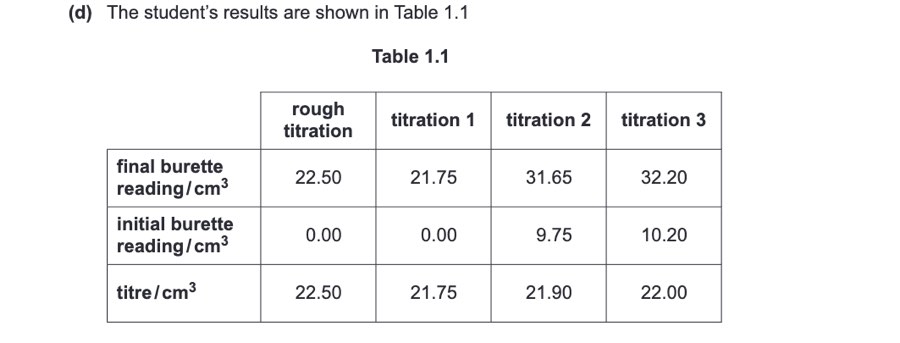 (d) The student's results are shown in Table 1.1
Table 1.1
rough
titration
titration 1
titration 2
titration 3
final burette
reading/cm³
22.50
21.75
31.65
32.20
initial burette
reading/cm³
0.00
0.00
9.75
10.20
titre/cm³
22.50
21.75
21.90
22.00